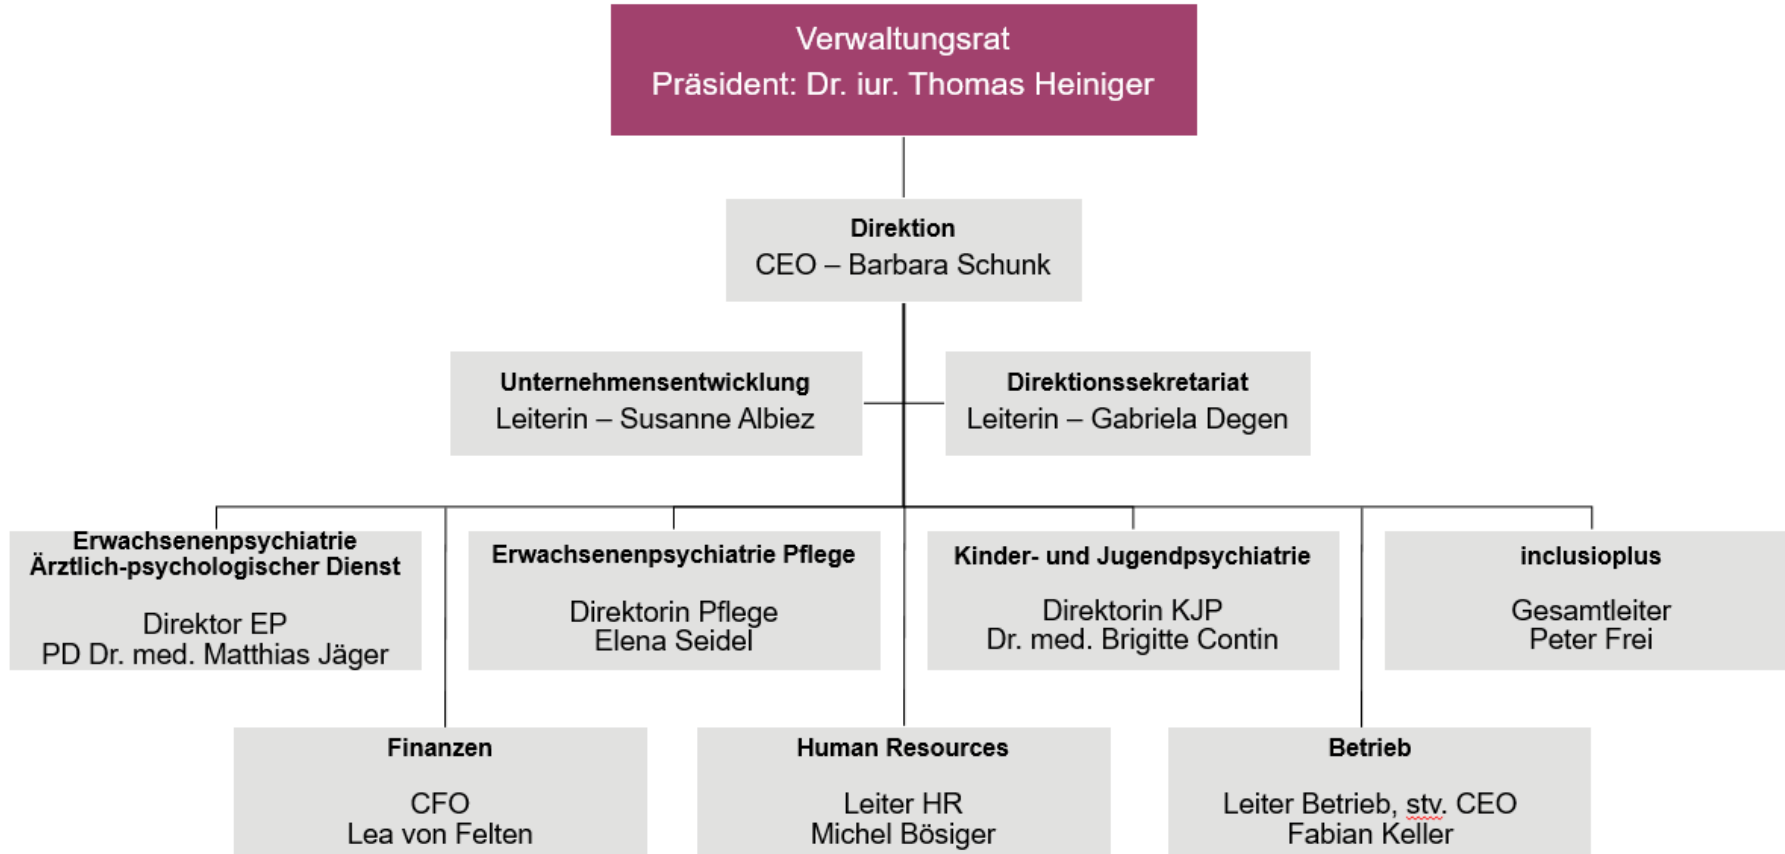 Verwaltungsrat
Präsident: Dr. iur. Thomas Heiniger
Direktion
CEO – Barbara Schunk
Unternehmensentwicklung
Leiterin – Susanne Albiez
Direktionssekretariat
Leiterin – Gabriela Degen
Erwachsenenpsychiatrie
Ärztlich-psychologischer Dienst
Direktor EP
PD Dr. med. Matthias Jäger
Erwachsenenpsychiatrie Pflege
Direktorin Pflege
Elena Seidel
Kinder- und Jugendpsychiatrie
Direktorin KJP
Dr. med. Brigitte Contin
inclusioplus
Gesamtleiter
Peter Frei
Finanzen
CFO
Lea von Felten
Human Resources
Leiter HR
Michel Bösiger
Betrieb
Leiter Betrieb, stv. CEO
Fabian Keller